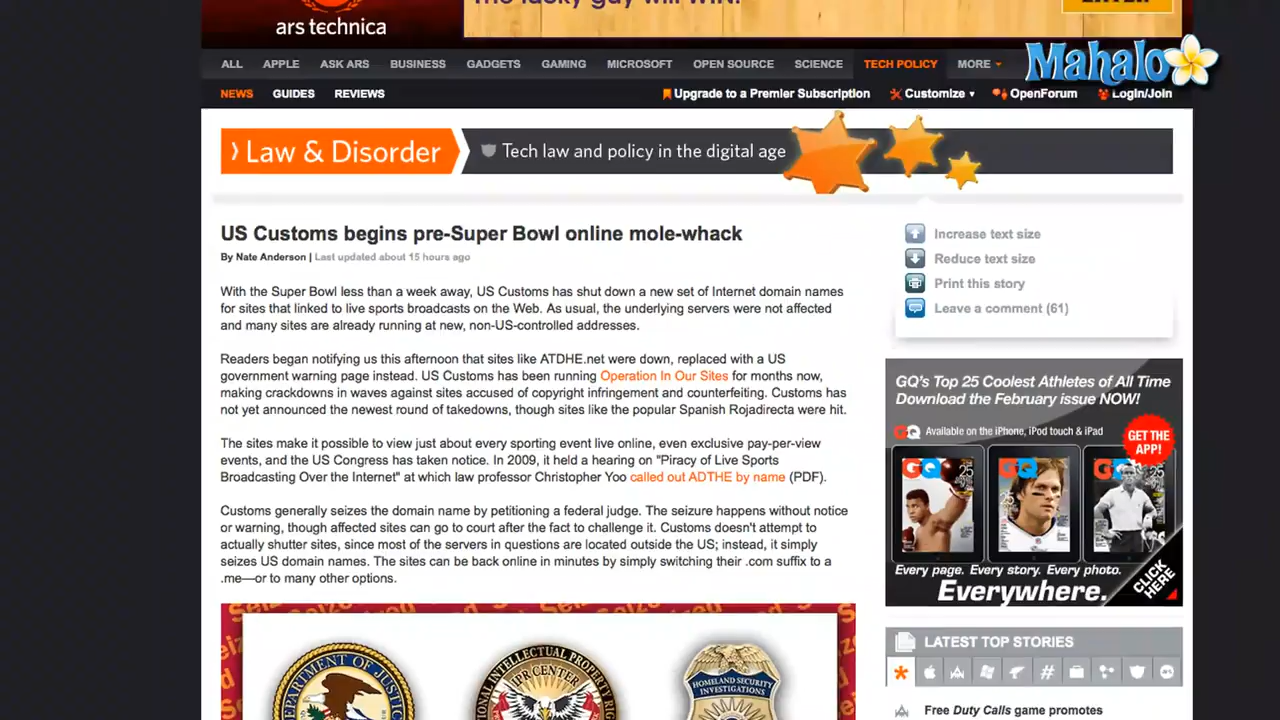 The lucky guy will WIN!
ENTER
ars technica
ALL APPLE ASK ARS BUSINESS GADGETS GAMING MICROSOFT OPEN SOURCE SCIENCE TECH POLICY MORE
Mahalo
NEWS GUIDES REVIEWS Upgrade to a Premier Subscription Customize OpenForum Login/Join
Law & Disorder Tech law and policy in the digital age
US Customs begins pre-Super Bowl online mole-whack
By Nate Anderson | Last updated about 15 hours ago
With the Super Bowl less than a week away, US Customs has shut down a new set of Internet domain names
for sites that linked to live sports broadcasts on the Web. As usual, the underlying servers were not affected
and many sites are already running at new, non-US-controlled addresses.
Readers began notifying us this afternoon that sites like ATDHE.net were down, replaced with a US
government warning page instead. US Customs has been running Operation In Our Sites for months now,
making crackdowns in waves against sites accused of copyright infringement and counterfeiting. Customs has
not yet announced the newest round of takedowns, though sites like the popular Spanish Rojadirecta were hit.
The sites make it possible to view just about every sporting event live online, even exclusive pay-per-view
events, and the US Congress has taken notice. In 2009, it held a hearing on "Piracy of Live Sports
Broadcasting Over the Internet" at which law professor Christopher Yoo called out ADTHE by name (PDF).
Customs generally seizes the domain name by petitioning a federal judge. The seizure happens without notice
or warning, though affected sites can go to court after the fact to challenge it. Customs doesn't attempt to
actually shutter sites, since most of the servers in questions are located outside the US; instead, it simply
seizes US domain names. The sites can be back online in minutes by simply switching their .com suffix to a
.me—or to many other options.
Increase text size
Reduce text size
Print this story
Leave a comment (61)
GQ's Top 25 Coolest Athletes of All Time
Download the February issue NOW!
GQ Available on the iPhone, iPod touch & iPad
GET THE
APP!
GQ GQ GQ
Every page. Every story. Every photo.
Everywhere.
CLICK
HERE
LATEST TOP STORIES
Free Duty Calls game promotes
DEPARTMENT OF JUSTICE
INTELLECTUAL PROPERTY
IPR CENTER
HOMELAND SECURITY
INVESTIGATIONS